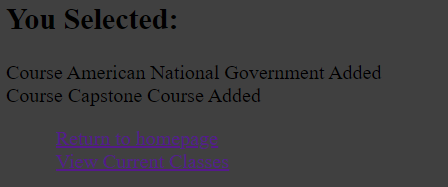 You Selected:
Course American National Government Added
Course Capstone Course Added
Return to homepage
View Current Classes